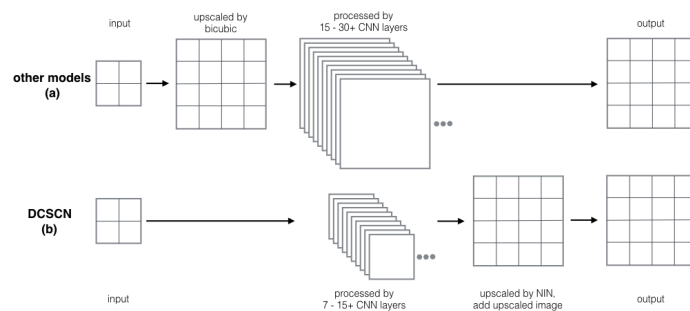 input
upscaled by
bicubic
processed by
15 - 30+ CNN layers
output
other models
(a)
DCSCN
(b)
input
processed by
7 - 15+ CNN layers
upscaled by NIN,
add upscaled image
output